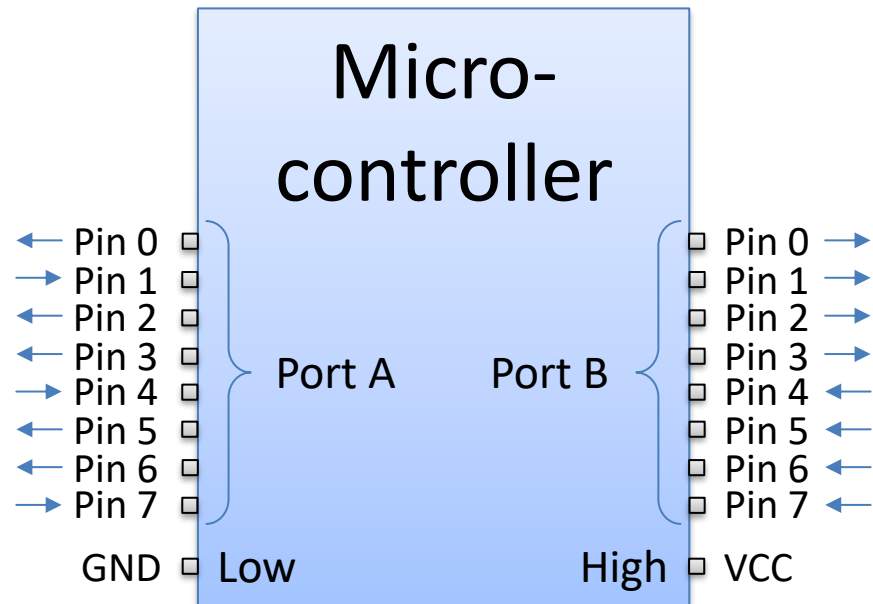 Micro-
controller
Pin 0
Pin 1
Pin 2
Pin 3
Pin 4
Pin 5
Pin 6
Pin 7
Port A
Port B
Pin 0
Pin 1
Pin 2
Pin 3
Pin 4
Pin 5
Pin 6
Pin 7
GND Low High VCC